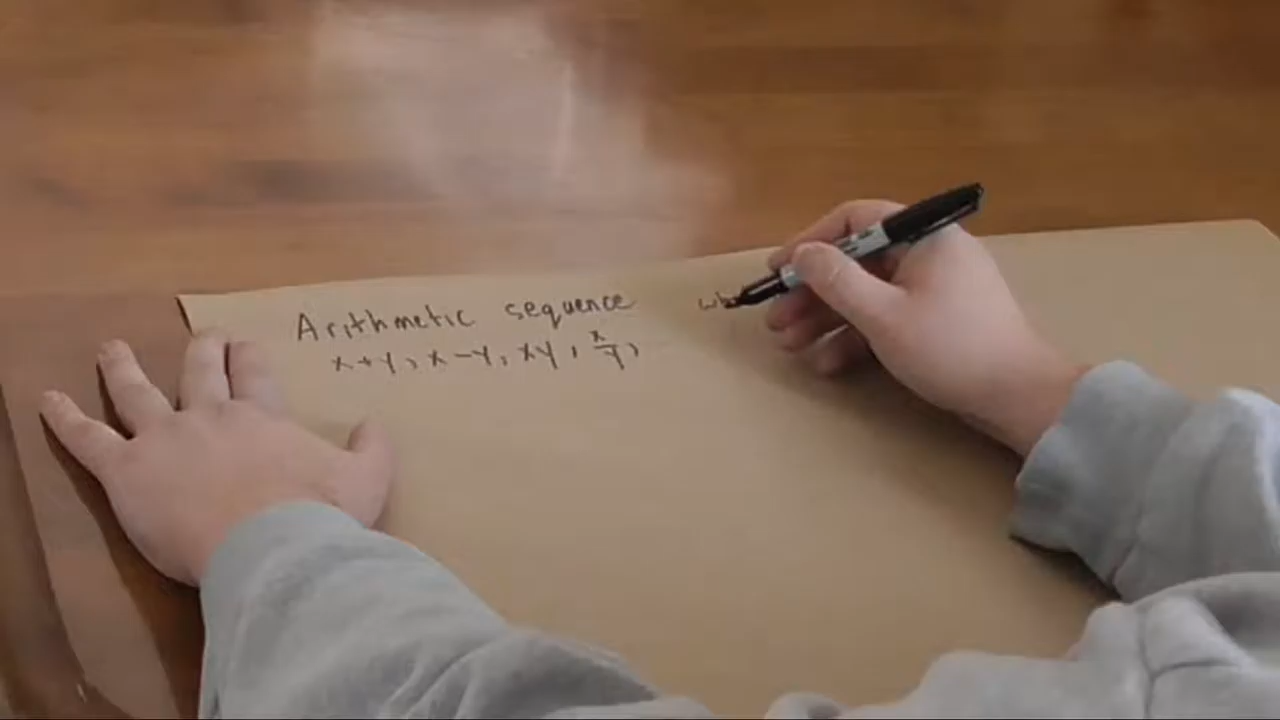 Arithmetic sequence
x+y, x-y, xy, x/y,